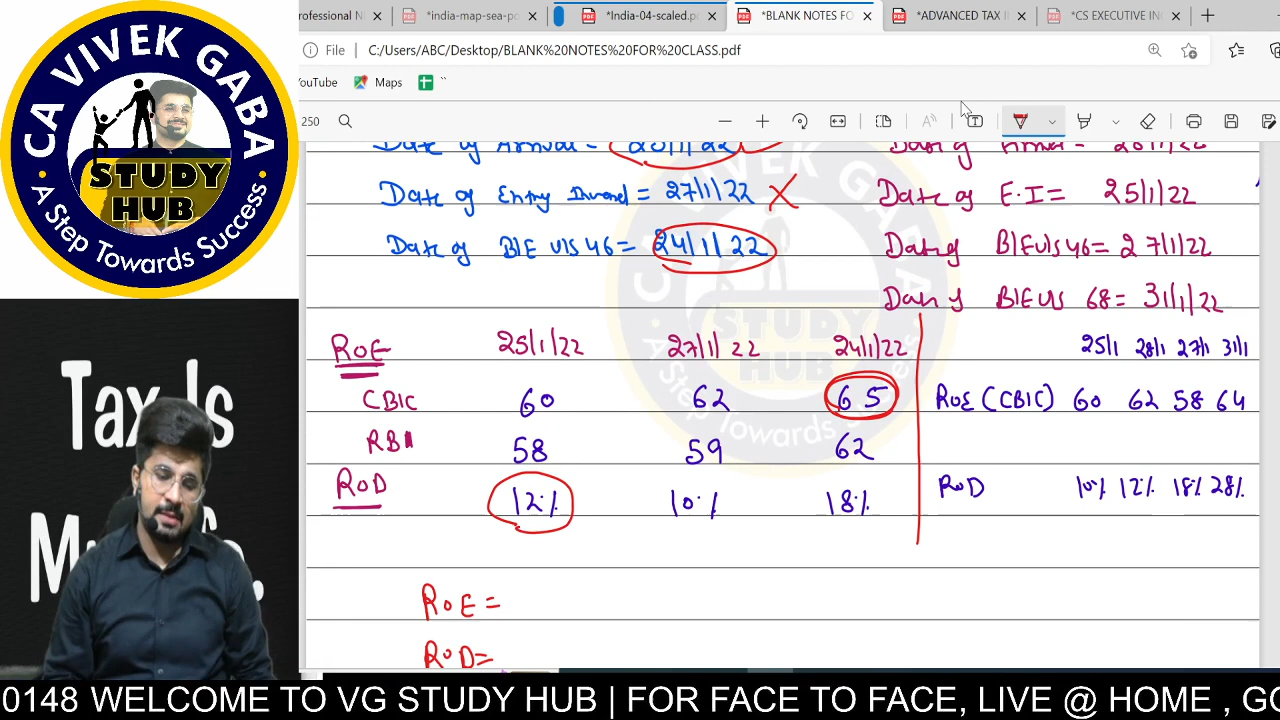 CA VIVEK GABA
STUDY
HUB
• A Step Towards Success •
Tax Is
rofessional N
*india-map-sea-po
*India-04-scaled.p
*BLANK NOTES FO
*ADVANCED TAX
*CS EXECUTIVE IN
File
C:/Users/ABC/Desktop/BLANK%20NOTES%20FOR%20CLASS.pdf
YouTube
Maps
250
Date of Arrival =
Date of Entry Inward = 27/1/22 X
Date of BIE U/S 46 = 24/1/22
Date of E.I = 25/1/22
Date of BIE U/S 46 = 27/1/22
BIE U/S 68 = 31/1/22
ROE 25/1/22 27/1/22 24/1/22
CBIC 60 62 65
RBI 58 59 62
ROD 12% 10% 18%
25/1 28/1 27/1 31/1
ROE (CBIC) 60 62 58 64
ROD 10% 12% 18% 28%
ROE =
ROD=
0148 WELCOME TO VG STUDY HUB | FOR FACE TO FACE, LIVE @ HOME , GO